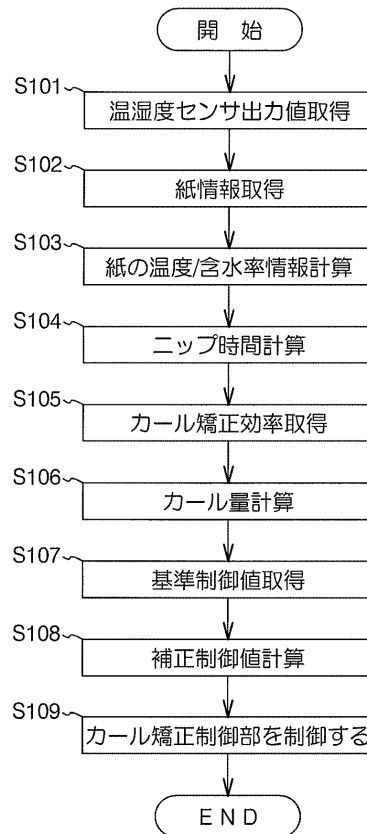 開 始
S101
温湿度センサ出力値取得
S102
紙情報取得
S103
紙の温度/含水率情報計算
S104
ニップ時間計算
S105
カール矯正効率取得
S106
カール量計算
S107
基準制御値取得
S108
補正制御値計算
S109
カール矯正制御部を制御する
END